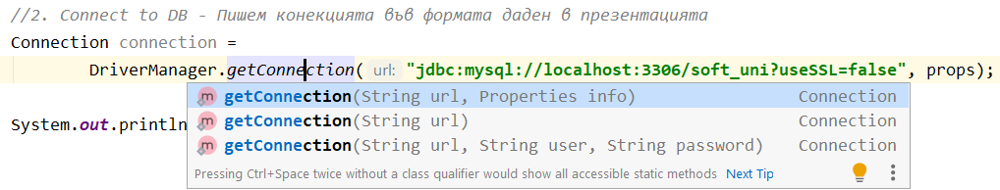 //2. Connect to DB - Пишем конекцията във формата даден в презентацията
Connection connection =
DriverManager.getConnection( url: "jdbc:mysql://localhost:3306/soft_uni?useSSL=false", props);
m getConnection(String url, Properties info) Connection
m getConnection(String url) Connection
System.out.println
m getConnection(String url, String user, String password) Connection
Pressing Ctrl+Space twice without a class qualifier would show all accessible static methods Next Tip